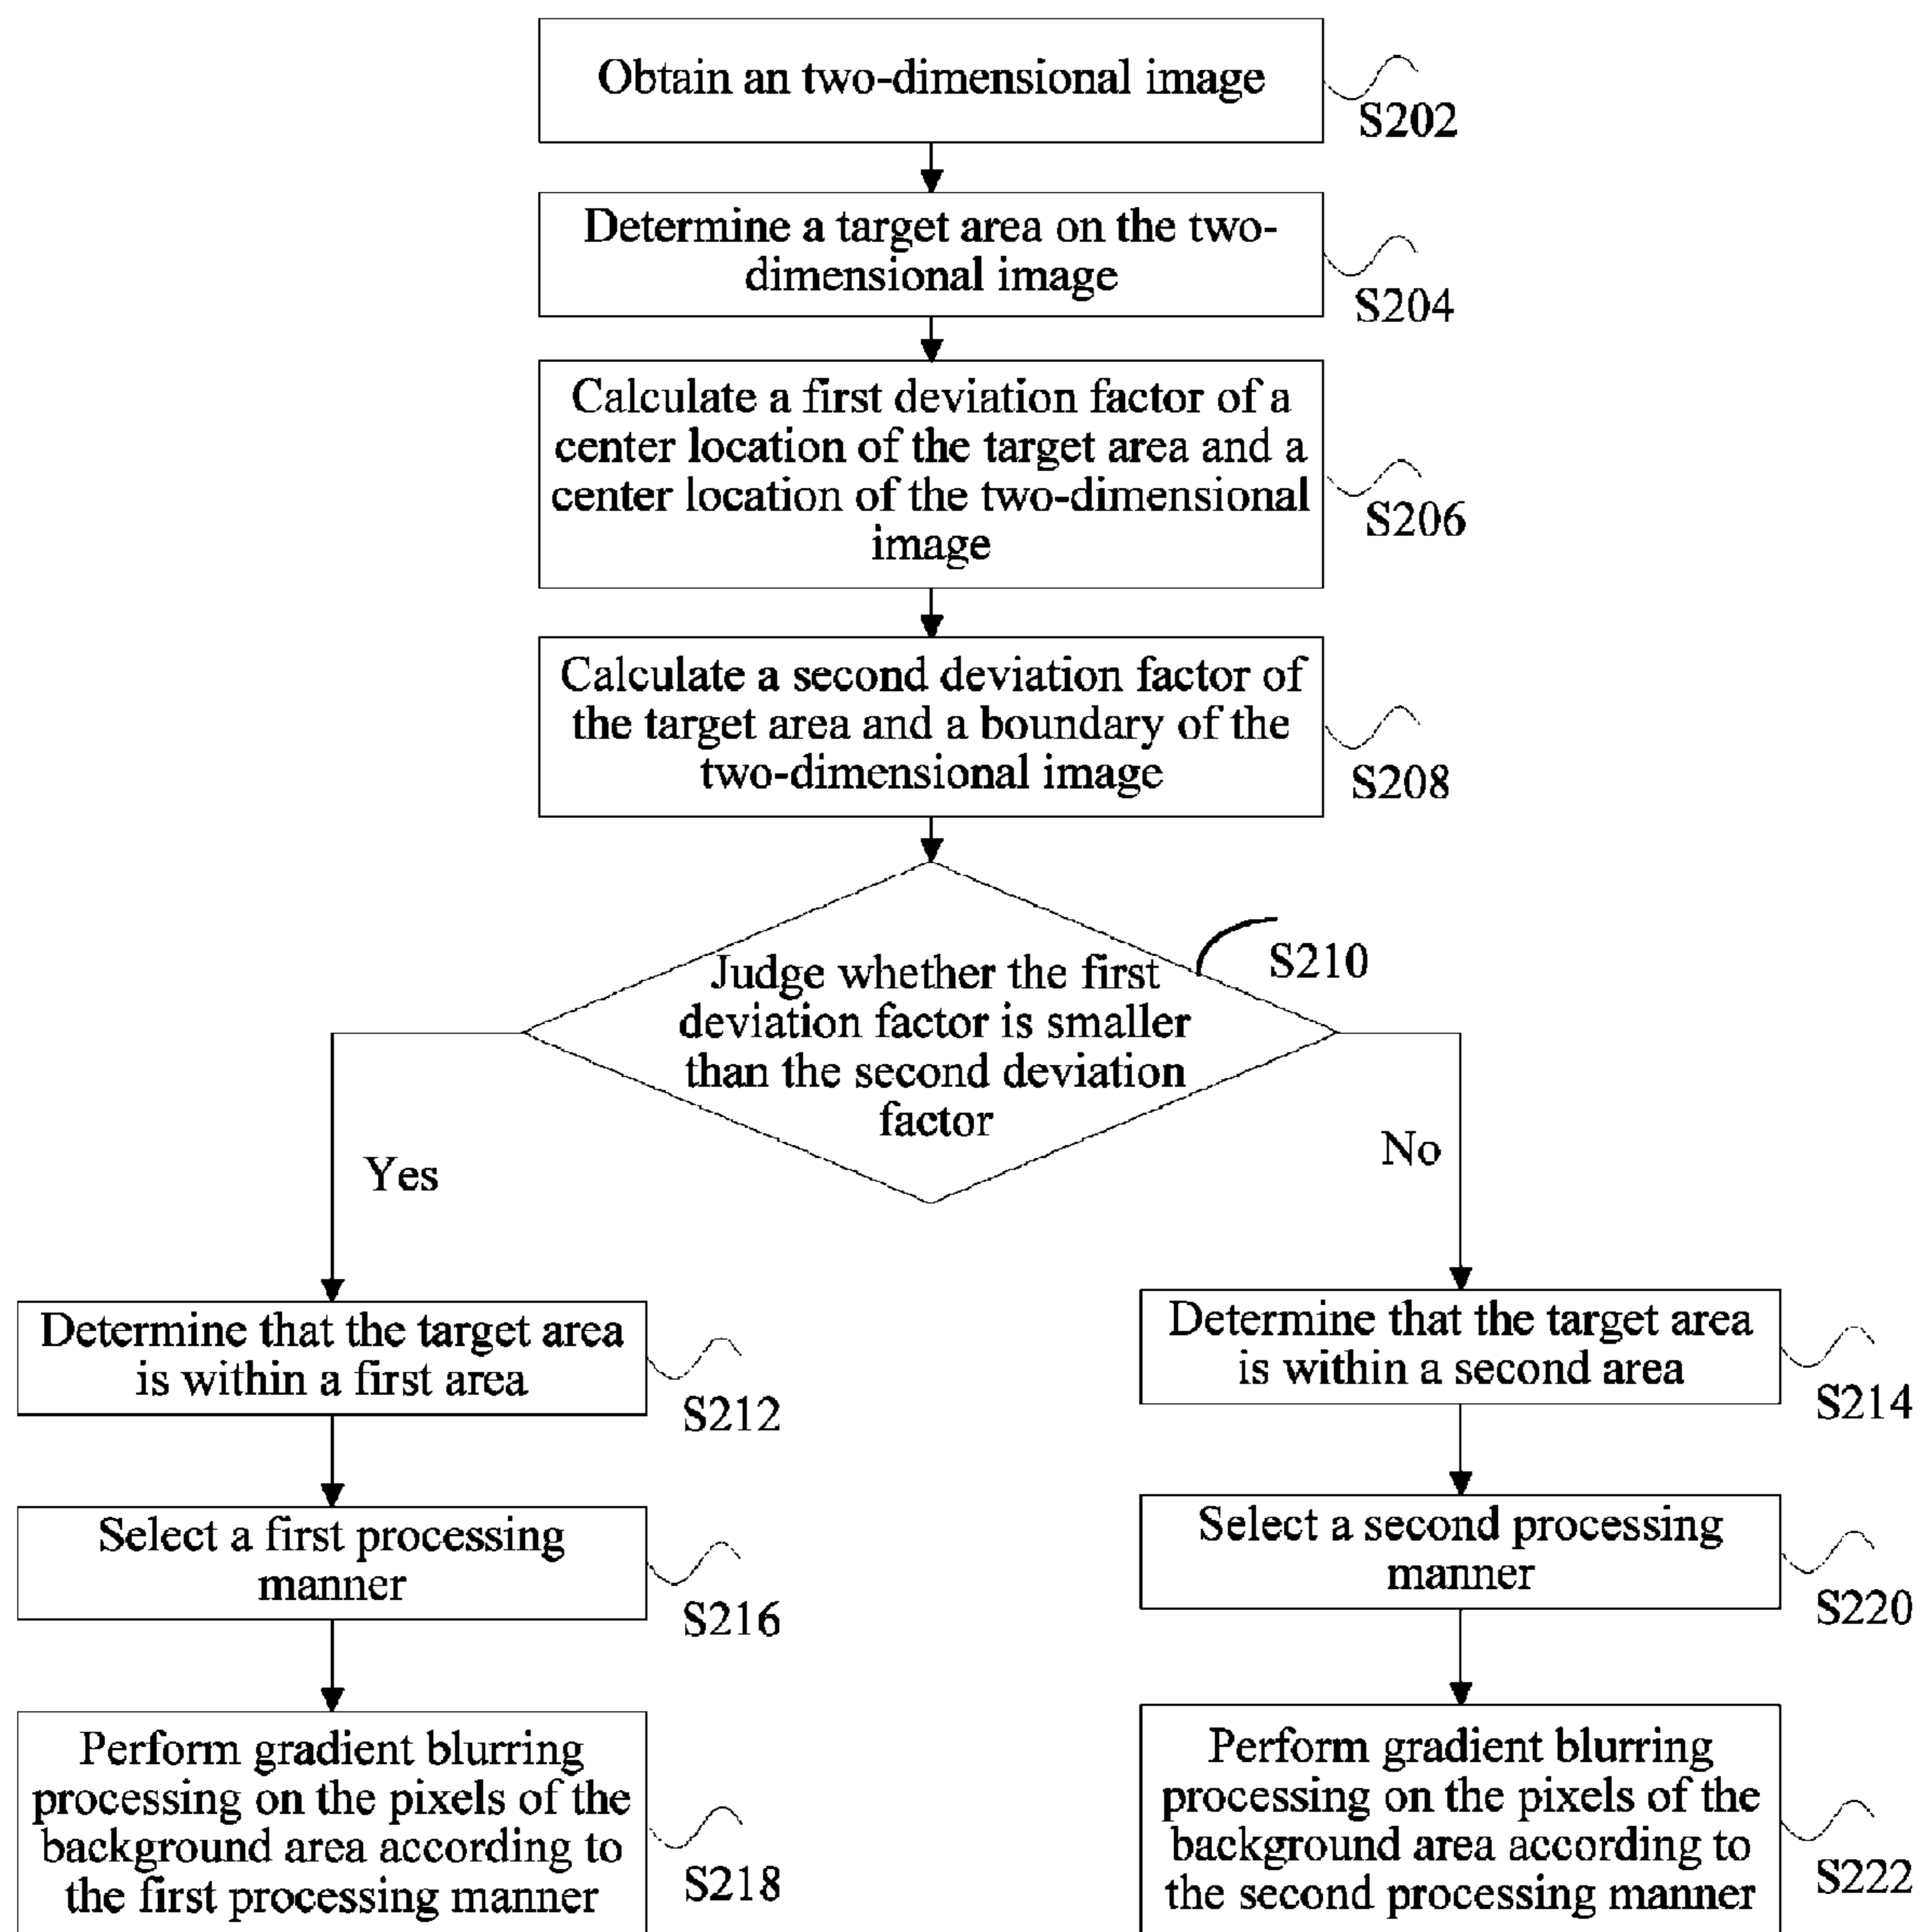 Obtain an two-dimensional image
S202
Determine a target area on the two-
dimensional image
S204
Calculate a first deviation factor of a
center location of the target area and a
center location of the two-dimensional
image
S206
Calculate a second deviation factor of
the target area and a boundary of the
two-dimensional image
S208
Judge whether the first
deviation factor is smaller
than the second deviation
factor
S210
Yes
No
Determine that the target area
is within a first area
S212
Determine that the target area
is within a second area
S214
Select a first processing
manner
S216
Select a second processing
manner
S220
Perform gradient blurring
processing on the pixels of the
background area according to
the first processing manner
S218
Perform gradient blurring
processing on the pixels of the
background area according to
the second processing manner
S222